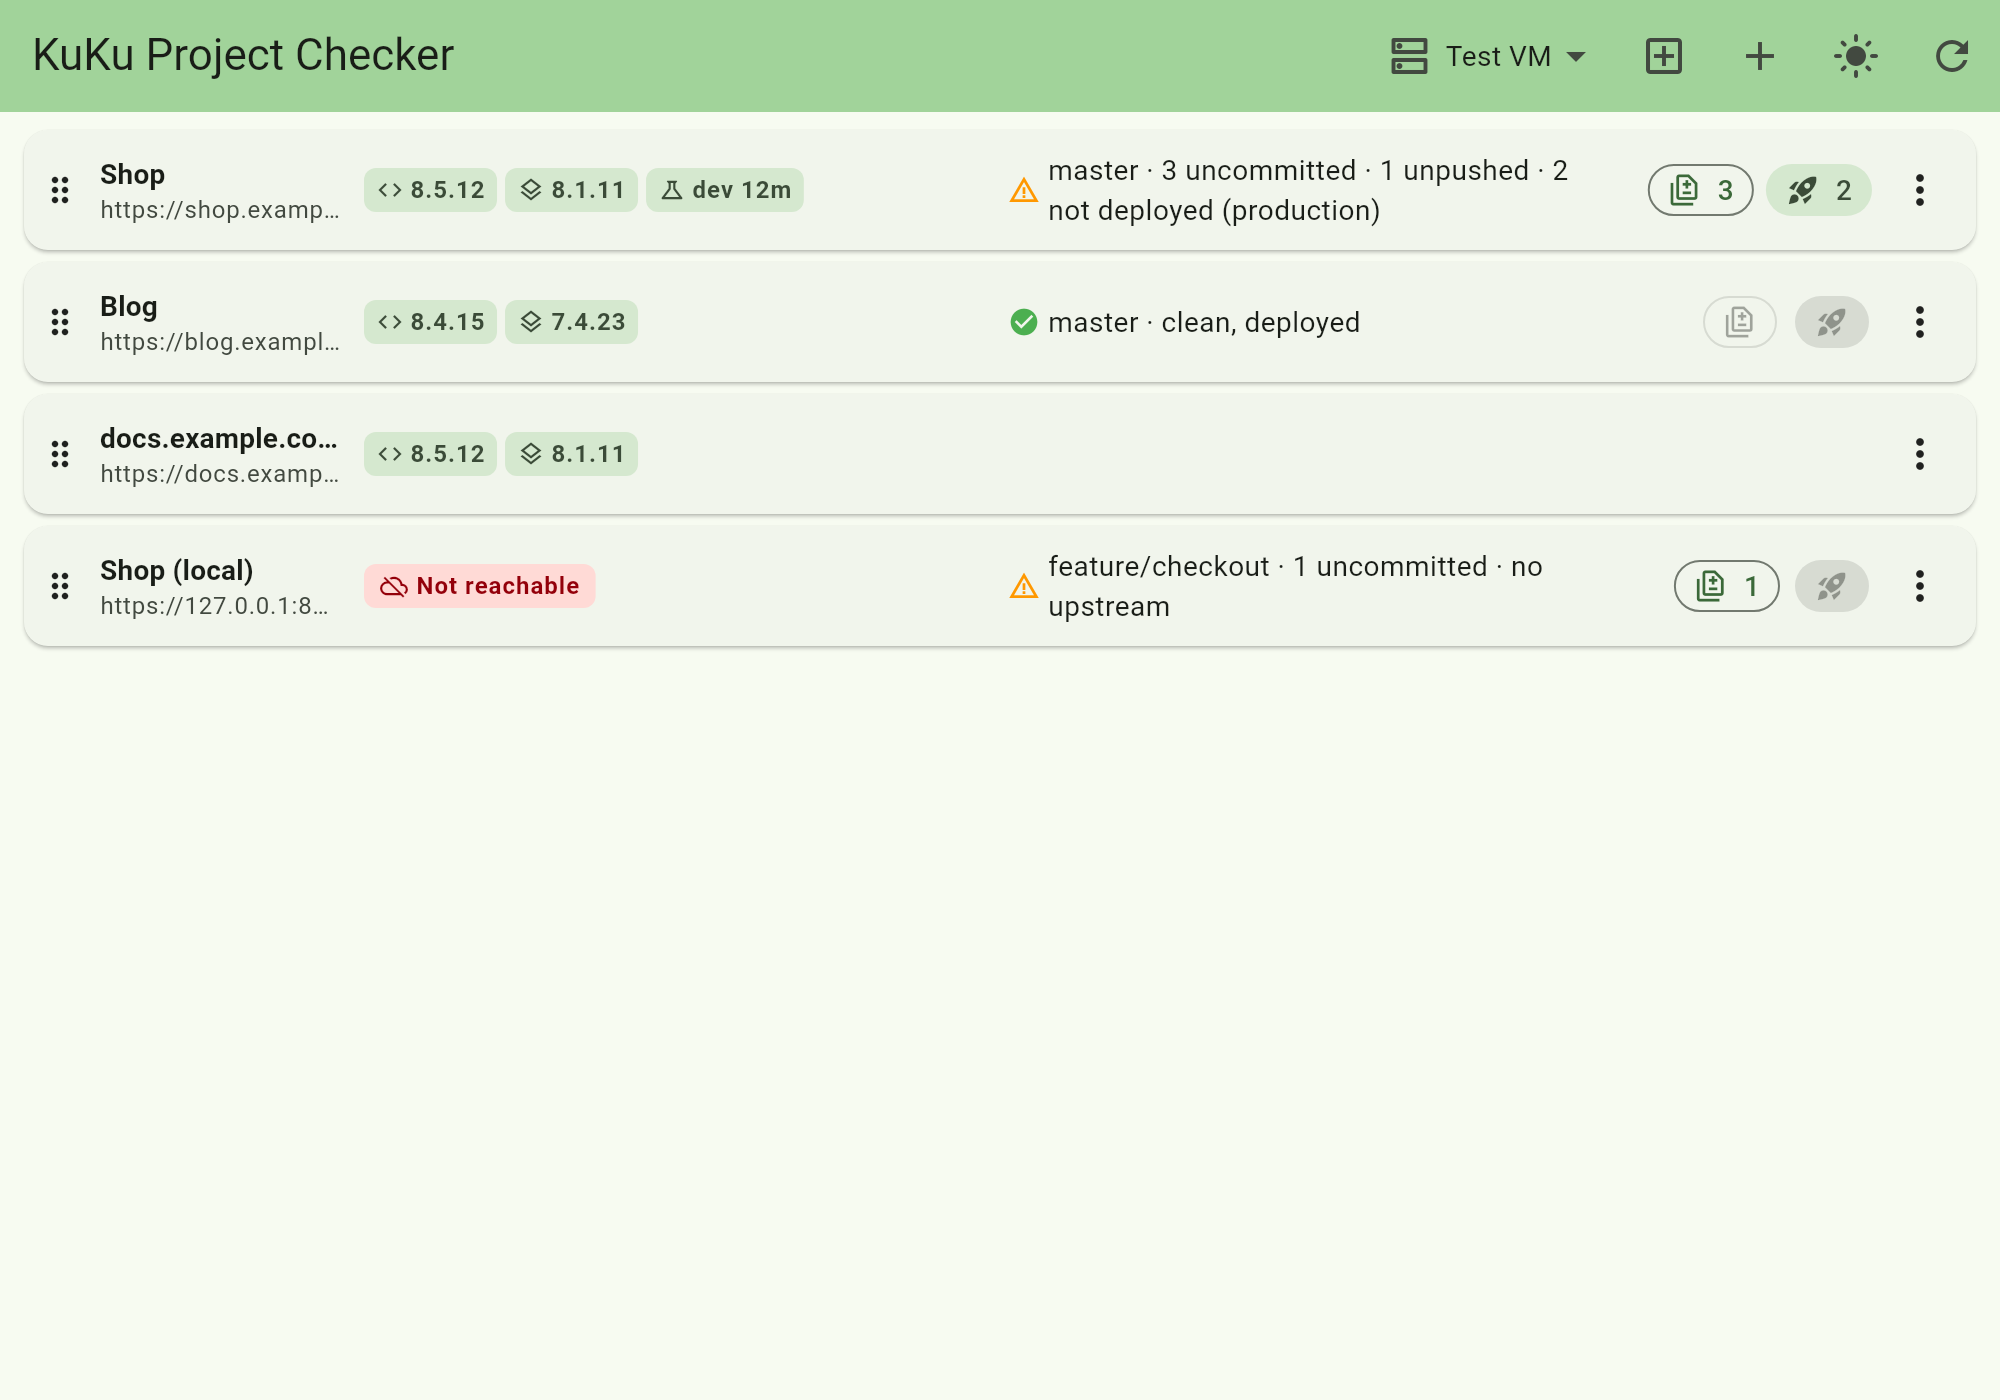 KuKu Project Checker
Test VM
Shop
https://shop.examp…
8.5.12
8.1.11
dev 12m
master · 3 uncommitted · 1 unpushed · 2
not deployed (production)
3
2
Blog
https://blog.exampl…
8.4.15
7.4.23
master · clean, deployed
docs.example.co…
https://docs.examp…
8.5.12
8.1.11
Shop (local)
https://127.0.0.1:8…
Not reachable
feature/checkout · 1 uncommitted · no
upstream
1